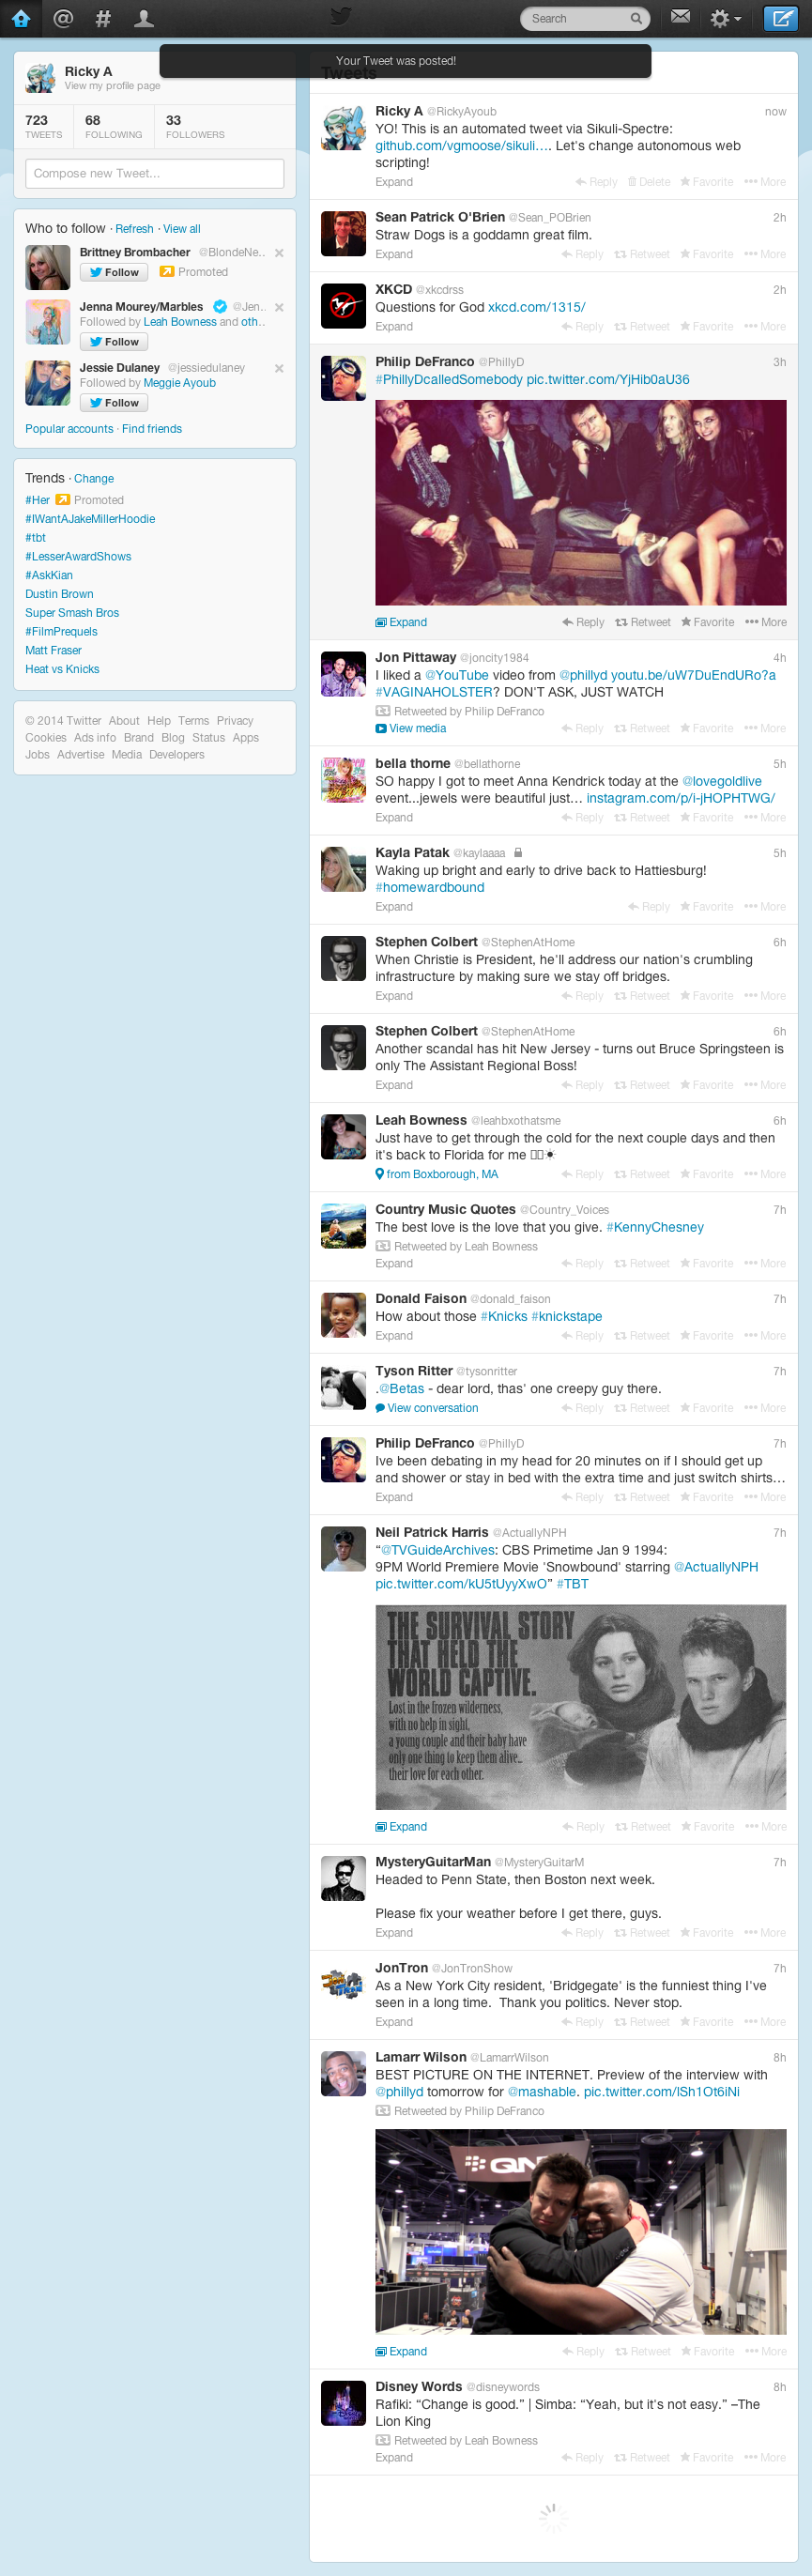 Search
Your Tweet was posted!
Ricky A
View my profile page
723 68 33
TWEETS FOLLOWING FOLLOWERS
Compose new Tweet...
Who to follow · Refresh · View all
Brittney Brombacher @BlondeNe..
Follow Promoted
Jenna Mourey/Marbles @Jen..
Followed by Leah Bowness and oth..
Follow
Jessie Dulaney @jessiedulaney
Followed by Meggie Ayoub
Follow
Popular accounts · Find friends
Trends · Change
#Her Promoted
#IWantAJakeMillerHoodie
#tbt
#LesserAwardShows
#AskKian
Dustin Brown
Super Smash Bros
#FilmPrequels
Matt Fraser
Heat vs Knicks
© 2014 Twitter About Help Terms Privacy
Cookies Ads info Brand Blog Status Apps
Jobs Advertise Media Developers
Tweets
Ricky A @RickyAyoub now
YO! This is an automated tweet via Sikuli-Spectre:
github.com/vgmoose/sikuli…. Let's change autonomous web
scripting!
Expand Reply Delete Favorite More
Sean Patrick O'Brien @Sean_POBrien 2h
Straw Dogs is a goddamn great film.
Expand Reply Retweet Favorite More
XKCD @xkcdrss 2h
Questions for God xkcd.com/1315/
Expand Reply Retweet Favorite More
Philip DeFranco @PhillyD 3h
#PhillyDcalledSomebody pic.twitter.com/YjHib0aU36
Expand Reply Retweet Favorite More
Jon Pittaway @joncity1984 4h
I liked a @YouTube video from @phillyd youtu.be/uW7DuEndURo?a
#VAGINAHOLSTER? DON'T ASK, JUST WATCH
Retweeted by Philip DeFranco
View media Reply Retweet Favorite More
bella thorne @bellathorne 5h
SO happy I got to meet Anna Kendrick today at the @lovegoldlive
event...jewels were beautiful just… instagram.com/p/i-jHOPHTWG/
Expand Reply Retweet Favorite More
Kayla Patak @kaylaaaa 5h
Waking up bright and early to drive back to Hattiesburg!
#homewardbound
Expand Reply Favorite More
Stephen Colbert @StephenAtHome 6h
When Christie is President, he'll address our nation's crumbling
infrastructure by making sure we stay off bridges.
Expand Reply Retweet Favorite More
Stephen Colbert @StephenAtHome 6h
Another scandal has hit New Jersey - turns out Bruce Springsteen is
only The Assistant Regional Boss!
Expand Reply Retweet Favorite More
Leah Bowness @leahbxothatsme 6h
Just have to get through the cold for the next couple days and then
it's back to Florida for me ☀
from Boxborough, MA Reply Retweet Favorite More
Country Music Quotes @Country_Voices 7h
The best love is the love that you give. #KennyChesney
Retweeted by Leah Bowness
Expand Reply Retweet Favorite More
Donald Faison @donald_faison 7h
How about those #Knicks #knickstape
Expand Reply Retweet Favorite More
Tyson Ritter @tysonritter 7h
.@Betas - dear lord, thas' one creepy guy there.
View conversation Reply Retweet Favorite More
Philip DeFranco @PhillyD 7h
Ive been debating in my head for 20 minutes on if I should get up
and shower or stay in bed with the extra time and just switch shirts…
Expand Reply Retweet Favorite More
Neil Patrick Harris @ActuallyNPH 7h
“@TVGuideArchives: CBS Primetime Jan 9 1994:
9PM World Premiere Movie 'Snowbound' starring @ActuallyNPH
pic.twitter.com/kU5tUyyXwO” #TBT
THE SURVIVAL STORY
THAT HELD THE
WORLD CAPTIVE.
Lost in the frozen wilderness,
with no help in sight,
a young couple and their baby have
only one thing to keep them alive...
their love for each other.
Expand Reply Retweet Favorite More
MysteryGuitarMan @MysteryGuitarM 7h
Headed to Penn State, then Boston next week.
Please fix your weather before I get there, guys.
Expand Reply Retweet Favorite More
JonTron @JonTronShow 7h
As a New York City resident, 'Bridgegate' is the funniest thing I've
seen in a long time. Thank you politics. Never stop.
Expand Reply Retweet Favorite More
Lamarr Wilson @LamarrWilson 8h
BEST PICTURE ON THE INTERNET. Preview of the interview with
@phillyd tomorrow for @mashable. pic.twitter.com/lSh1Ot6iNi
Retweeted by Philip DeFranco
Expand Reply Retweet Favorite More
Disney Words @disneywords 8h
Rafiki: “Change is good.” | Simba: “Yeah, but it's not easy.” –The
Lion King
Retweeted by Leah Bowness
Expand Reply Retweet Favorite More